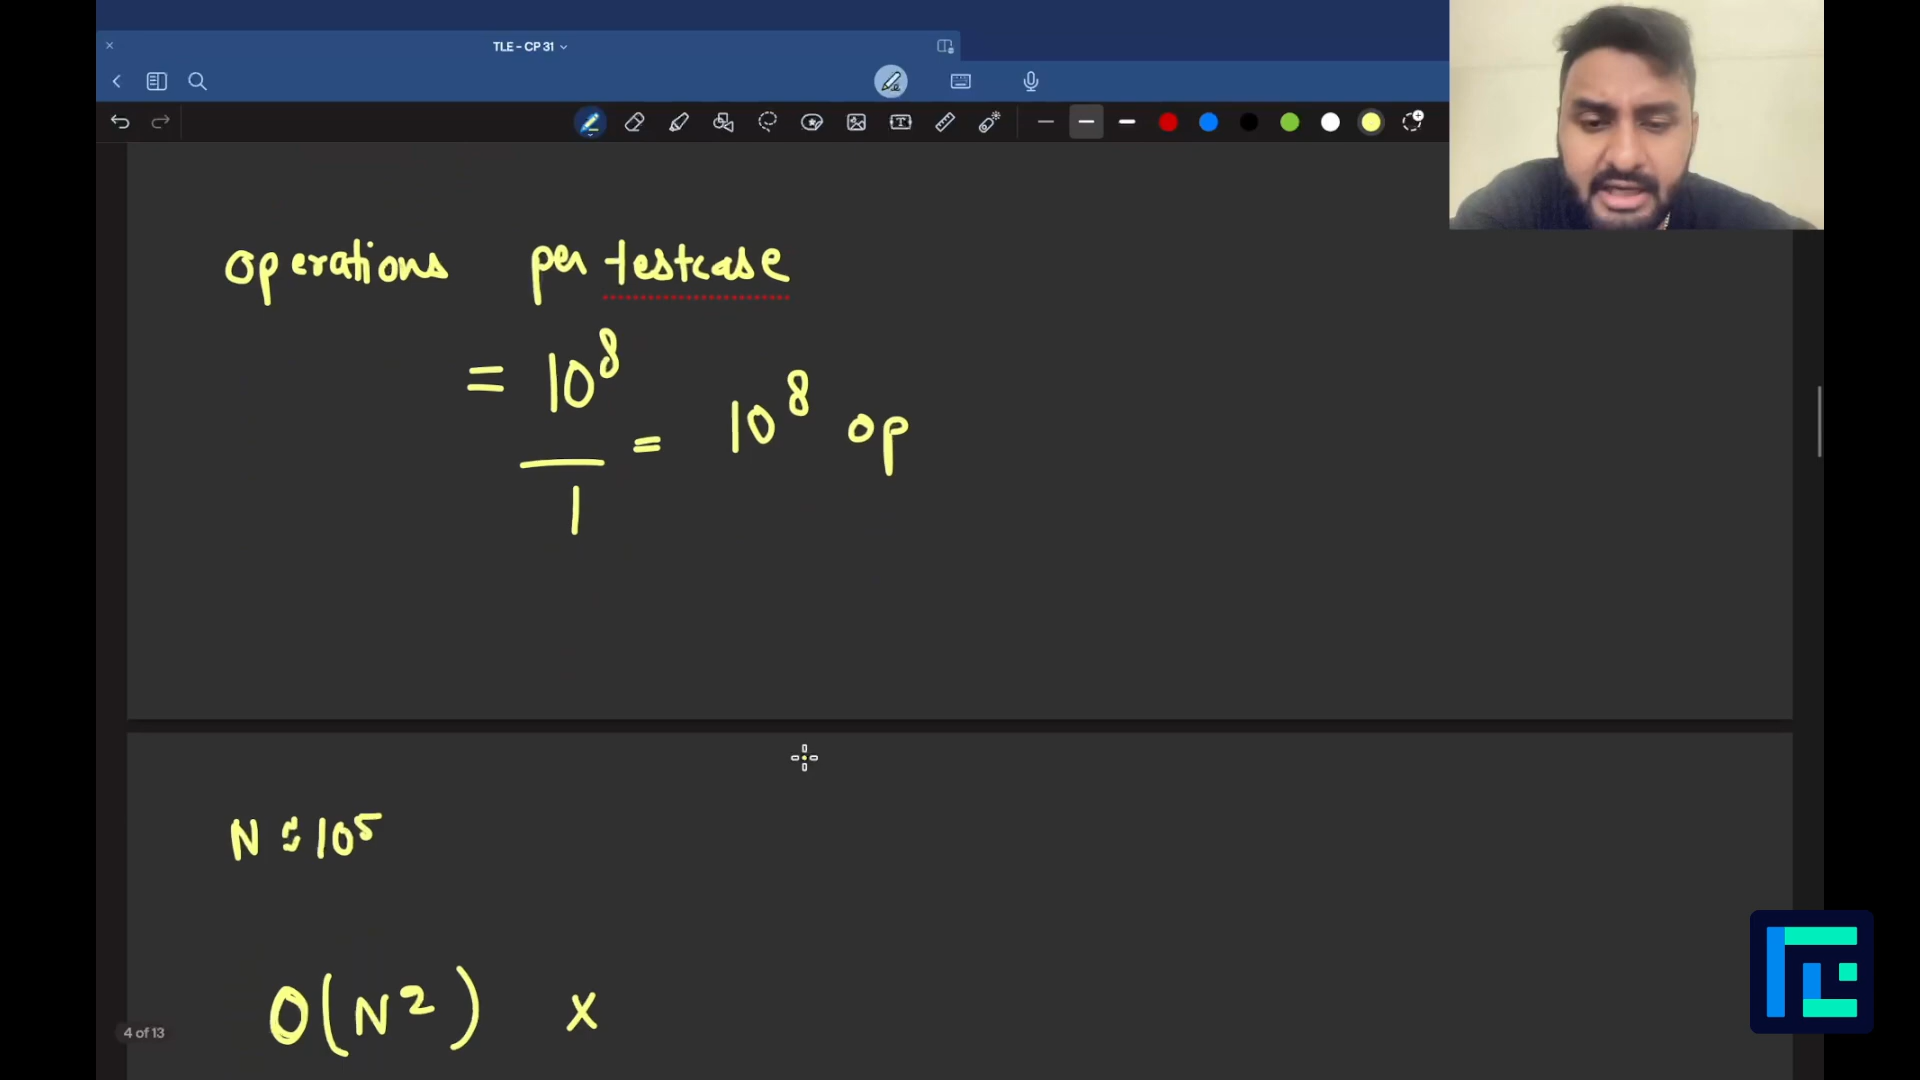 TLE - CP 31
operations per testcase
= 10^8
— = 10^8 op
1
N ≈ 10^5
O(N^2) x
4 of 13